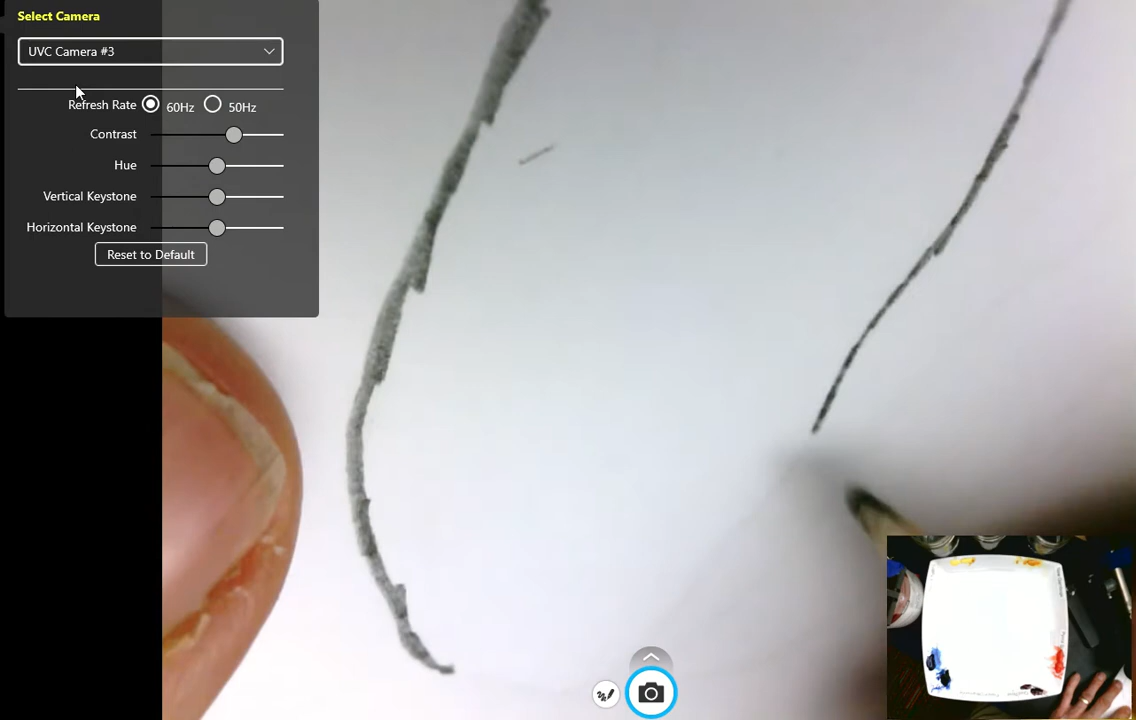 Select Camera
UVC Camera #3
Refresh Rate 60Hz 50Hz
Contrast
Hue
Vertical Keystone
Horizontal Keystone
Reset to Default